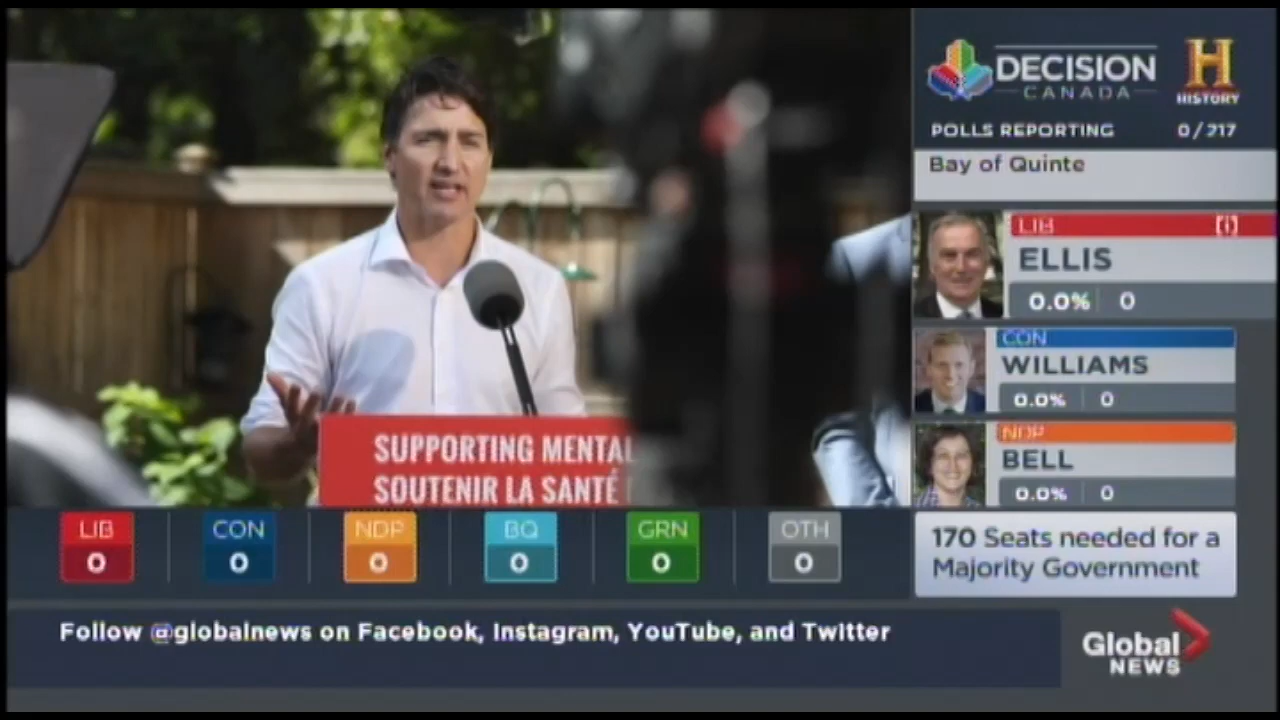 DECISION
CANADA
H
HISTORY
POLLS REPORTING 0/217
Bay of Quinte
LIB [i]
ELLIS
0.0% 0
CON
WILLIAMS
0.0% 0
NDP
BELL
0.0% 0
SUPPORTING MENTAL
SOUTENIR LA SANTÉ
LIB CON NDP BQ GRN OTH
0 0 0 0 0 0
170 Seats needed for a
Majority Government
Follow @globalnews on Facebook, Instagram, YouTube, and Twitter
Global
NEWS